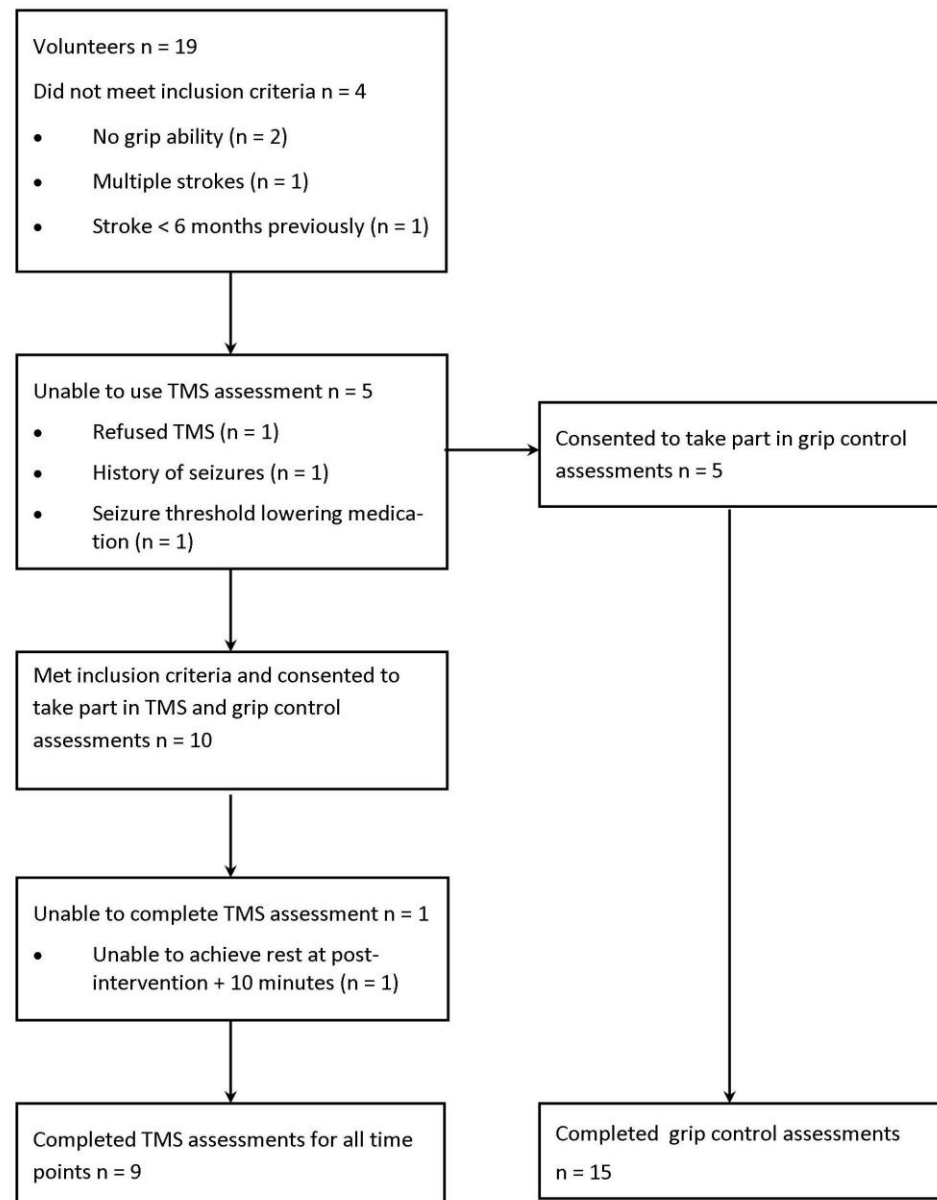 Volunteers n = 19
Did not meet inclusion criteria n = 4
• No grip ability (n = 2)
• Multiple strokes (n = 1)
• Stroke < 6 months previously (n = 1)
Unable to use TMS assessment n = 5
• Refused TMS (n = 1)
• History of seizures (n = 1)
• Seizure threshold lowering medica-
tion (n = 1)
Consented to take part in grip control
assessments n = 5
Met inclusion criteria and consented to
take part in TMS and grip control
assessments n = 10
Unable to complete TMS assessment n = 1
• Unable to achieve rest at post-
intervention + 10 minutes (n = 1)
Completed TMS assessments for all time
points n = 9
Completed grip control assessments
n = 15